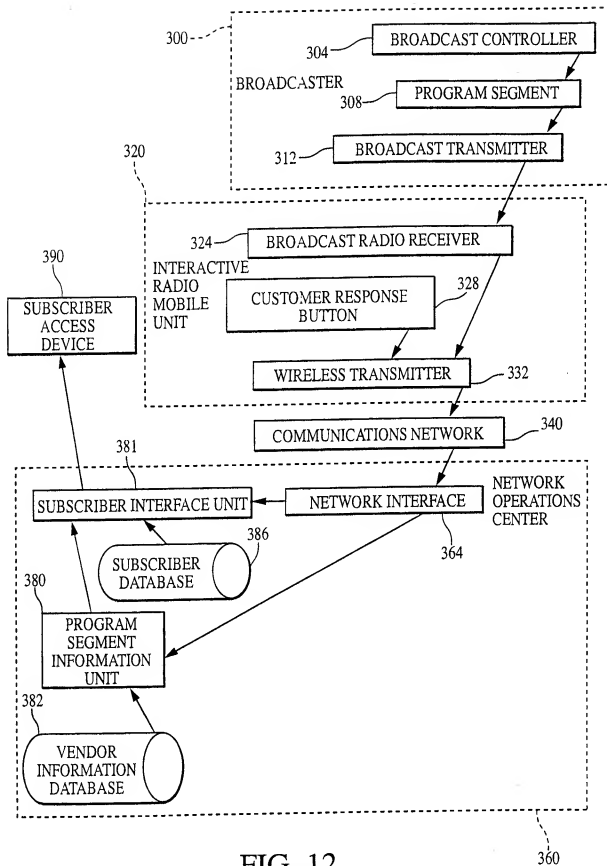 300
BROADCAST CONTROLLER
304
BROADCASTER
PROGRAM SEGMENT
308
BROADCAST TRANSMITTER
312
320
BROADCAST RADIO RECEIVER
324
INTERACTIVE
RADIO
MOBILE
UNIT
CUSTOMER RESPONSE
BUTTON
328
WIRELESS TRANSMITTER
332
390
SUBSCRIBER
ACCESS
DEVICE
COMMUNICATIONS NETWORK
340
381
SUBSCRIBER INTERFACE UNIT
NETWORK INTERFACE
364
NETWORK
OPERATIONS
CENTER
SUBSCRIBER
DATABASE
386
380
PROGRAM
SEGMENT
INFORMATION
UNIT
382
VENDOR
INFORMATION
DATABASE
360
FIG. 12